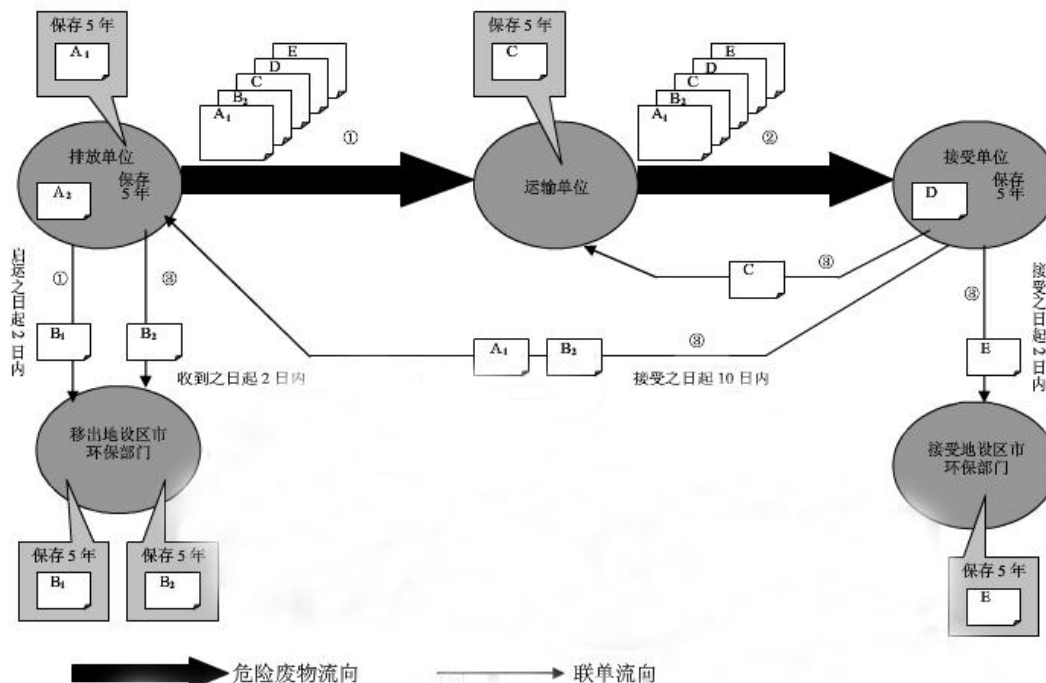 保存 5 年
A₁
E
D
C
B₂
A₁
①
保存 5 年
C
E
D
C
B₂
A₁
②
排放单位
保存
5 年
A₂
运输单位
接受单位
保存
5 年
D
启运之日起 2 日内
①
③
B₁
B₂
收到之日起 2 日内
C
③
A₁
B₂
③
接受之日起 10 日内
③
E
接受之日起 2 日内
移出地设区市
环保部门
接受地设区市
环保部门
保存 5 年
B₁
保存 5 年
B₂
保存 5 年
E
危险废物流向
联单流向